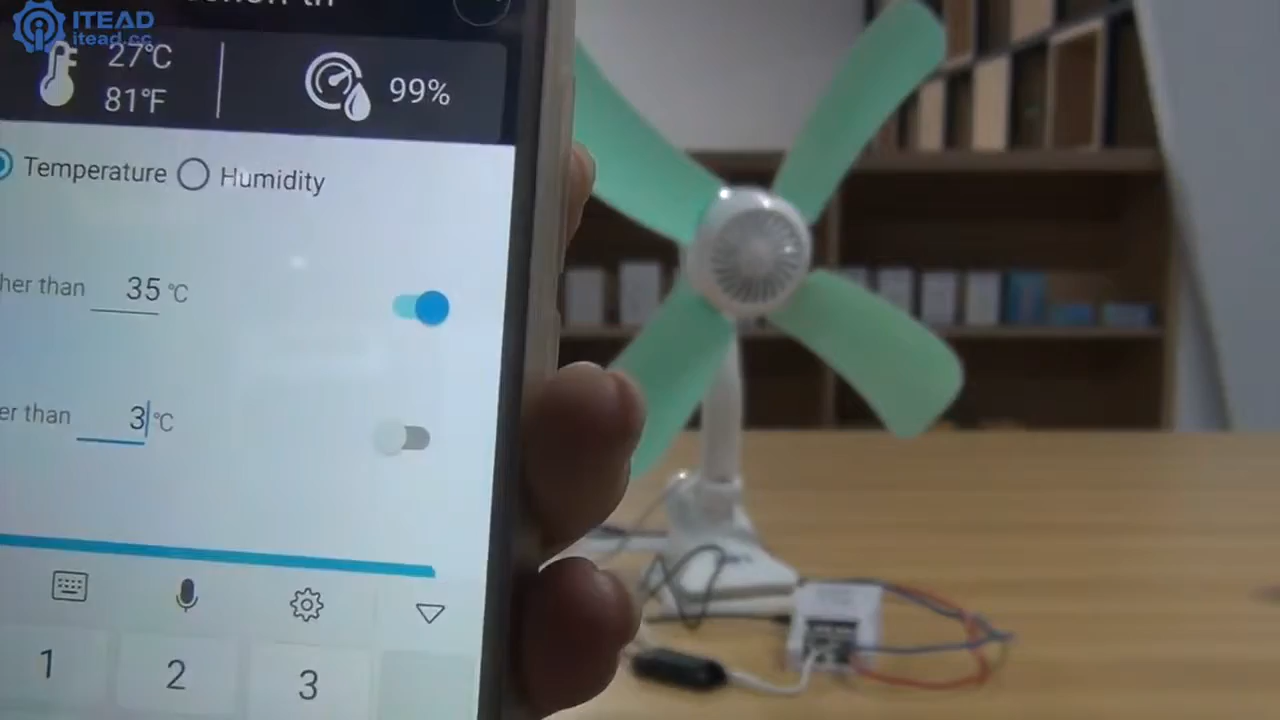 ITEAD
itead.cc
27°C
81°F
99%
Temperature
Humidity
her than 35 °C
er than 3 °C
1
2
3